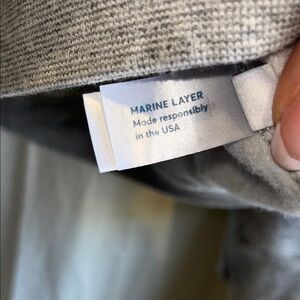 MARINE LAYER
Made responsibly
in the USA